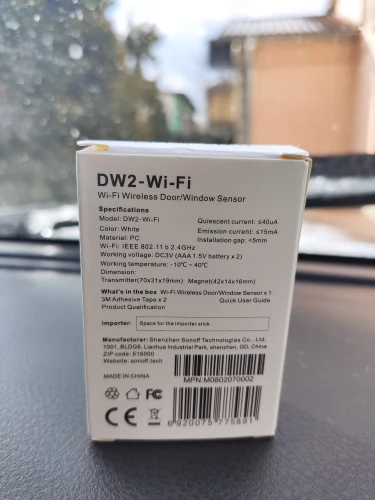 DW2-Wi-Fi
Wi-Fi Wireless Door/Window Sensor
Specifications
Model: DW2-Wi-Fi
Quiescent current: ≤40uA
Color: White
Emission current: ≤15mA
Material: PC
Installation gap: <5mm
Wi-Fi: IEEE 802.11 b 2.4GHz
Working voltage: DC3V (AAA 1.5V battery x 2)
Working temperature: -10℃~ 40℃
Dimension:
Transmitter(70x31x19mm) Magnet(42x14x16mm)
What's in the box Wi-Fi Wireless Door/Window Sensor x 1
3M Adhesive Tape x 2 Quick User Guide
Product Qualification
Importer: Space for the importer stick
Manufacturer: Shenzhen Sonoff Technologies Co., Ltd.
1001, BLDG8, Lianhua Industrial Park, shenzhen, GD, China
ZIP code: 518000
Website: sonoff.tech
MPN:M0802070002
MADE IN CHINA
FC
CE
6920075775891